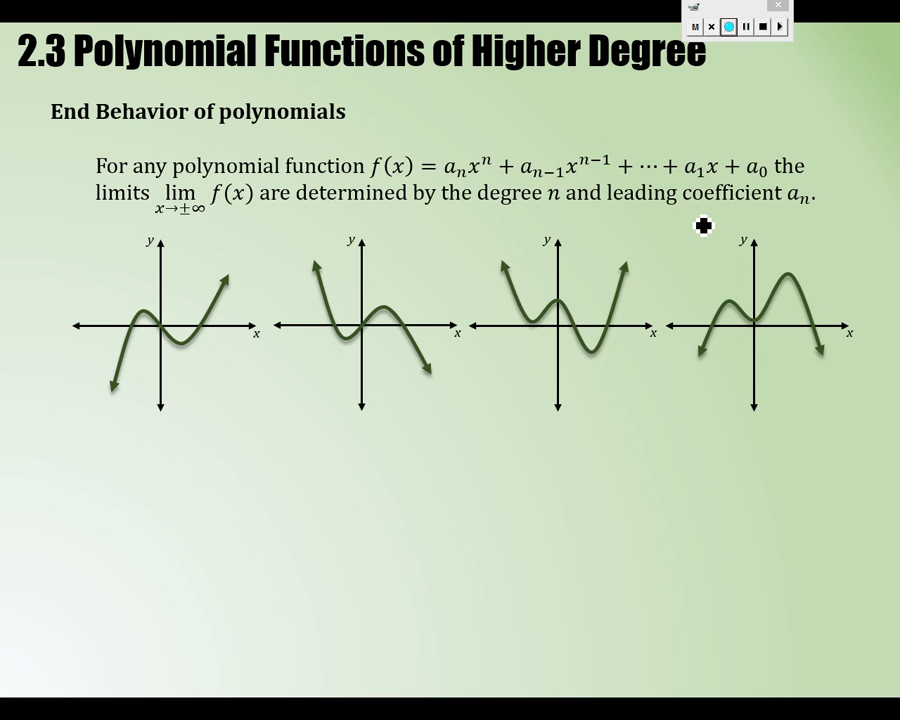 M
2.3 Polynomial Functions of Higher Degree
End Behavior of polynomials
For any polynomial function f(x) = aₙxⁿ + aₙ₋₁xⁿ⁻¹ + ⋯ + a₁x + a₀ the
limits lim f(x) are determined by the degree n and leading coefficient aₙ.
x→±∞
y y y y
x x x x